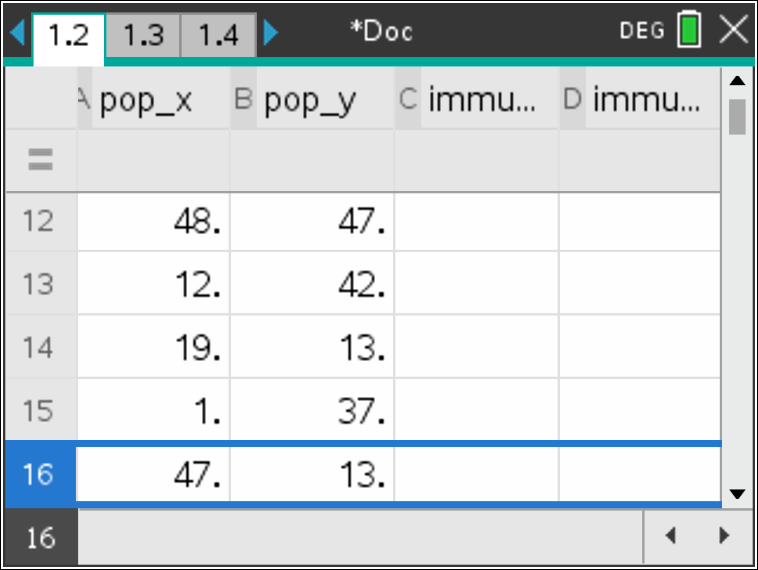 1.2 1.3 1.4 *Doc DEG
A pop_x B pop_y C immu... D immu...
=
12 48. 47.
13 12. 42.
14 19. 13.
15 1. 37.
16 47. 13.
16